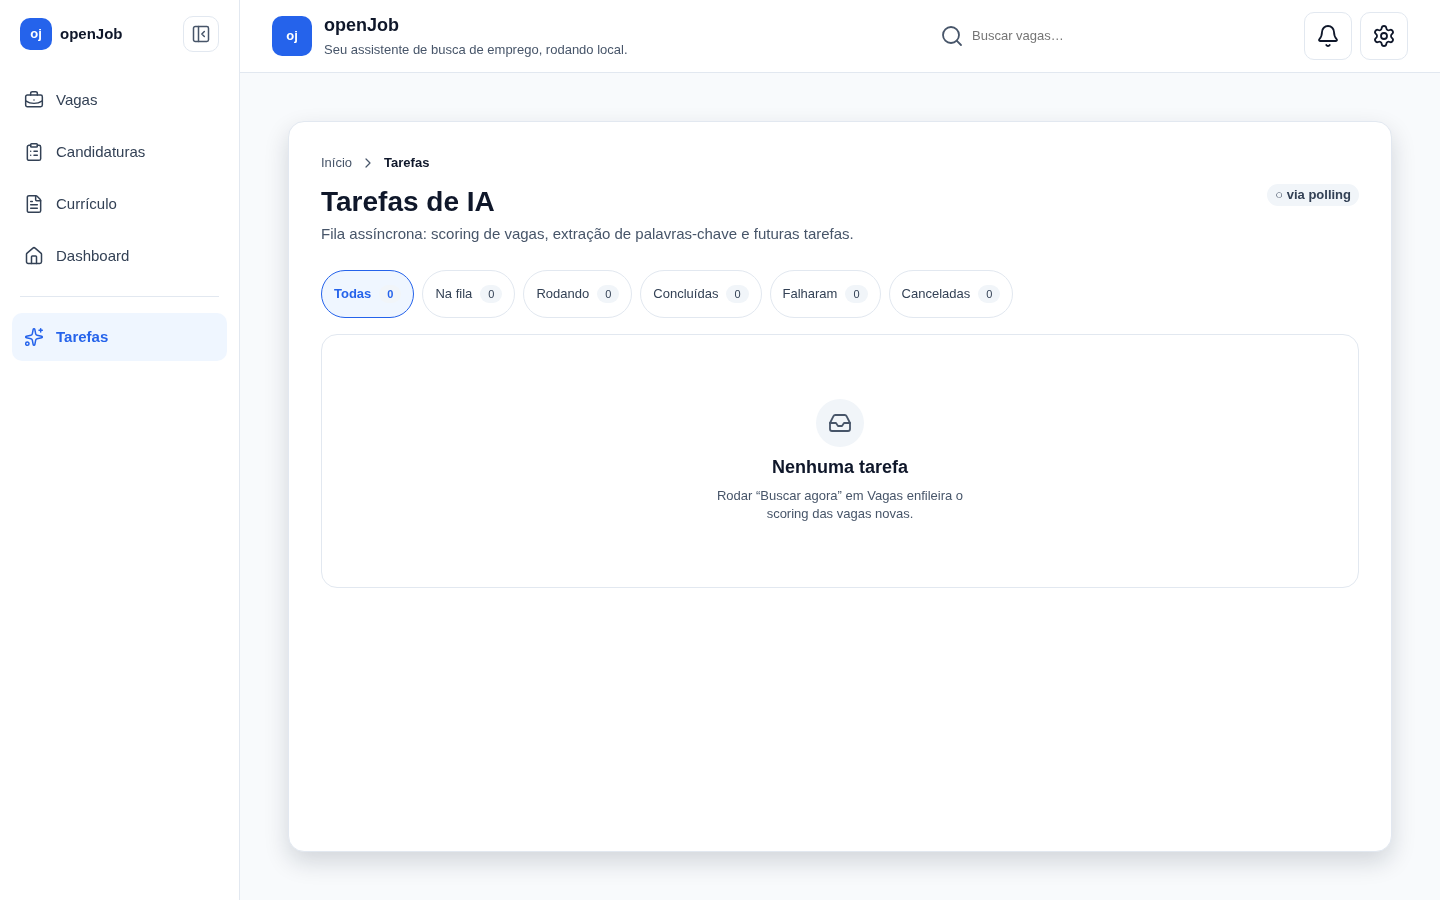 oj
openJob
Vagas
Candidaturas
Currículo
Dashboard
Tarefas
oj
openJob
Seu assistente de busca de emprego, rodando local.
Buscar vagas…
Início
Tarefas
Tarefas de IA
○ via polling
Fila assíncrona: scoring de vagas, extração de palavras-chave e futuras tarefas.
Todas 0
Na fila 0
Rodando 0
Concluídas 0
Falharam 0
Canceladas 0
Nenhuma tarefa
Rodar “Buscar agora” em Vagas enfileira o
scoring das vagas novas.